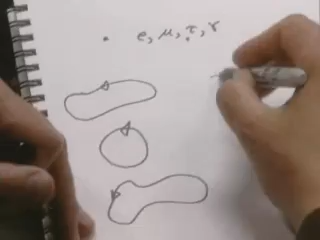 • e, μ, τ, γ